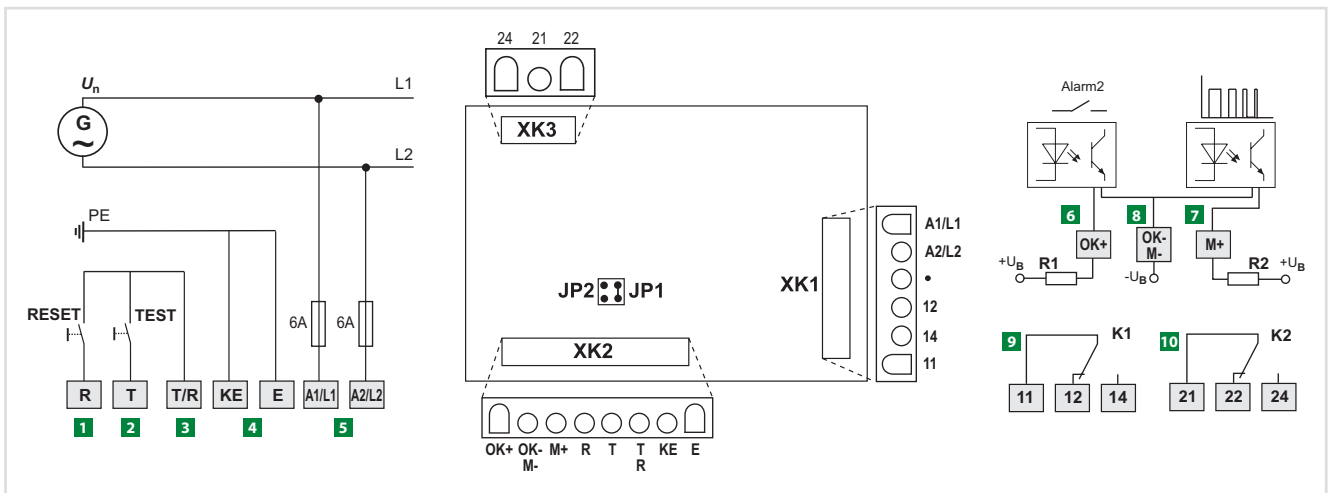 Un
L1
G
~
L2
PE
RESET
TEST
6A
6A
R
T
T/R
KE
E
A1/L1
A2/L2
1
2
3
4
5
24 21 22
XK3
JP2 JP1
XK1
XK2
A1/L1
A2/L2
•
12
14
11
OK+ OK- M- M+ R T T R KE E
Alarm2
6
8
7
OK+
OK- M-
M+
+UB
R1
-UB
R2
+UB
9
K1
11
12
14
10
K2
21
22
24